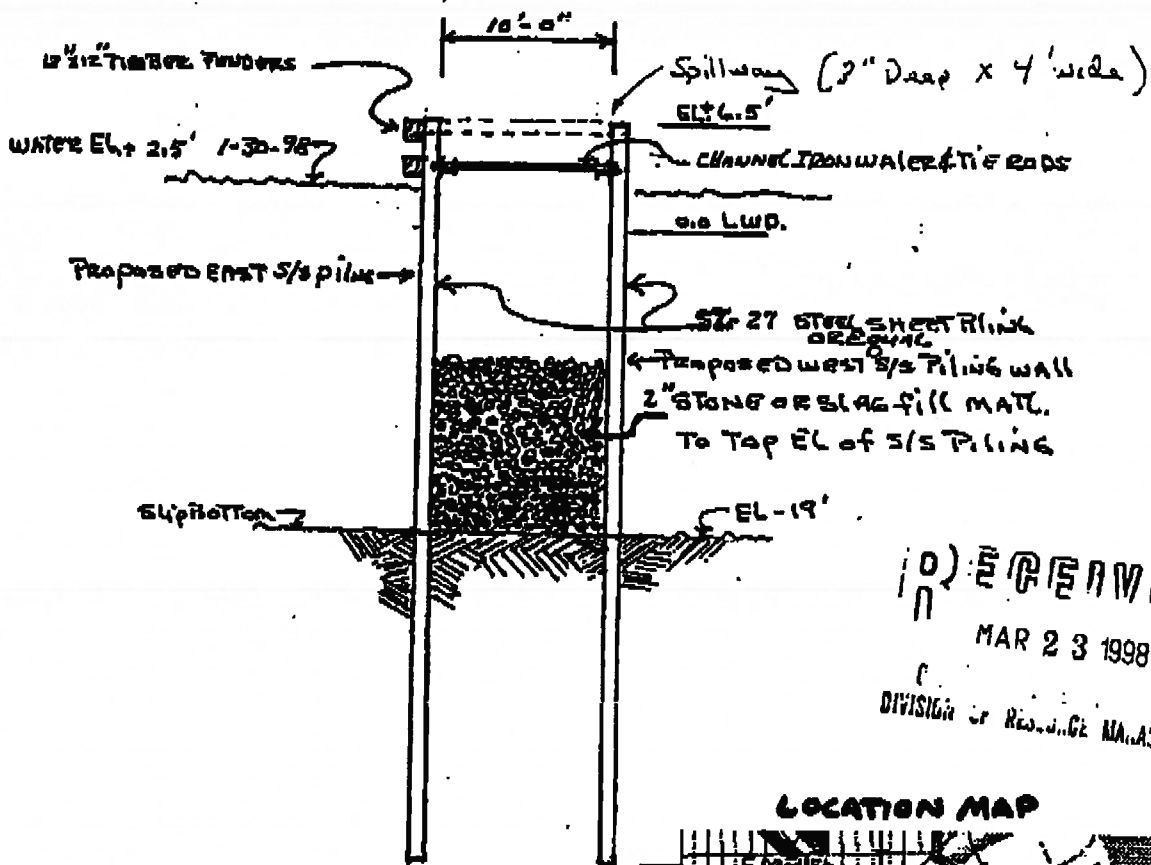 10'-0"
12"x12" TIMBER FENDERS
Spillway (3" Deep x 4' wide)
EL+6.5'
WATER EL+ 2.5' 1-30-98
CHANNEL IRON WALER & TIE RODS
0.0 LWD.
PROPOSED EAST S/S PILING
27 STEEL SHEET PILING
OR EQUAL
PROPOSED WEST S/S PILING WALL
2" STONE OR SLAG fill MATL.
TO TOP EL of S/S PILING
SLIP BOTTOM
EL-19'
MAR 23 1998
DIVISION OF
LOCATION MAP